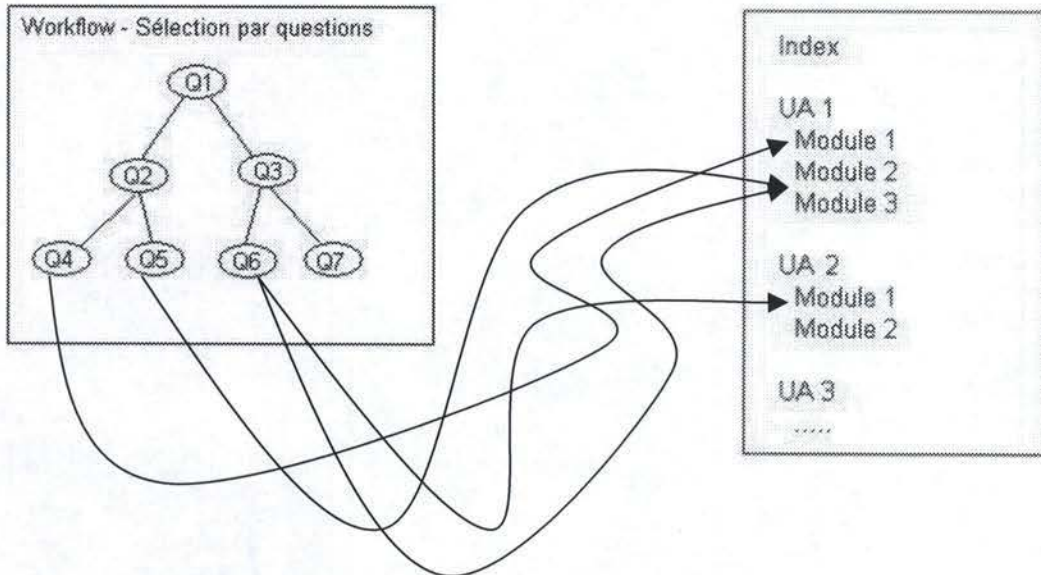 Workflow - Sélection par questions
Q1
Q2
Q3
Q4
Q5
Q6
Q7
Index
UA 1
Module 1
Module 2
Module 3
UA 2
Module 1
Module 2
UA 3
.....